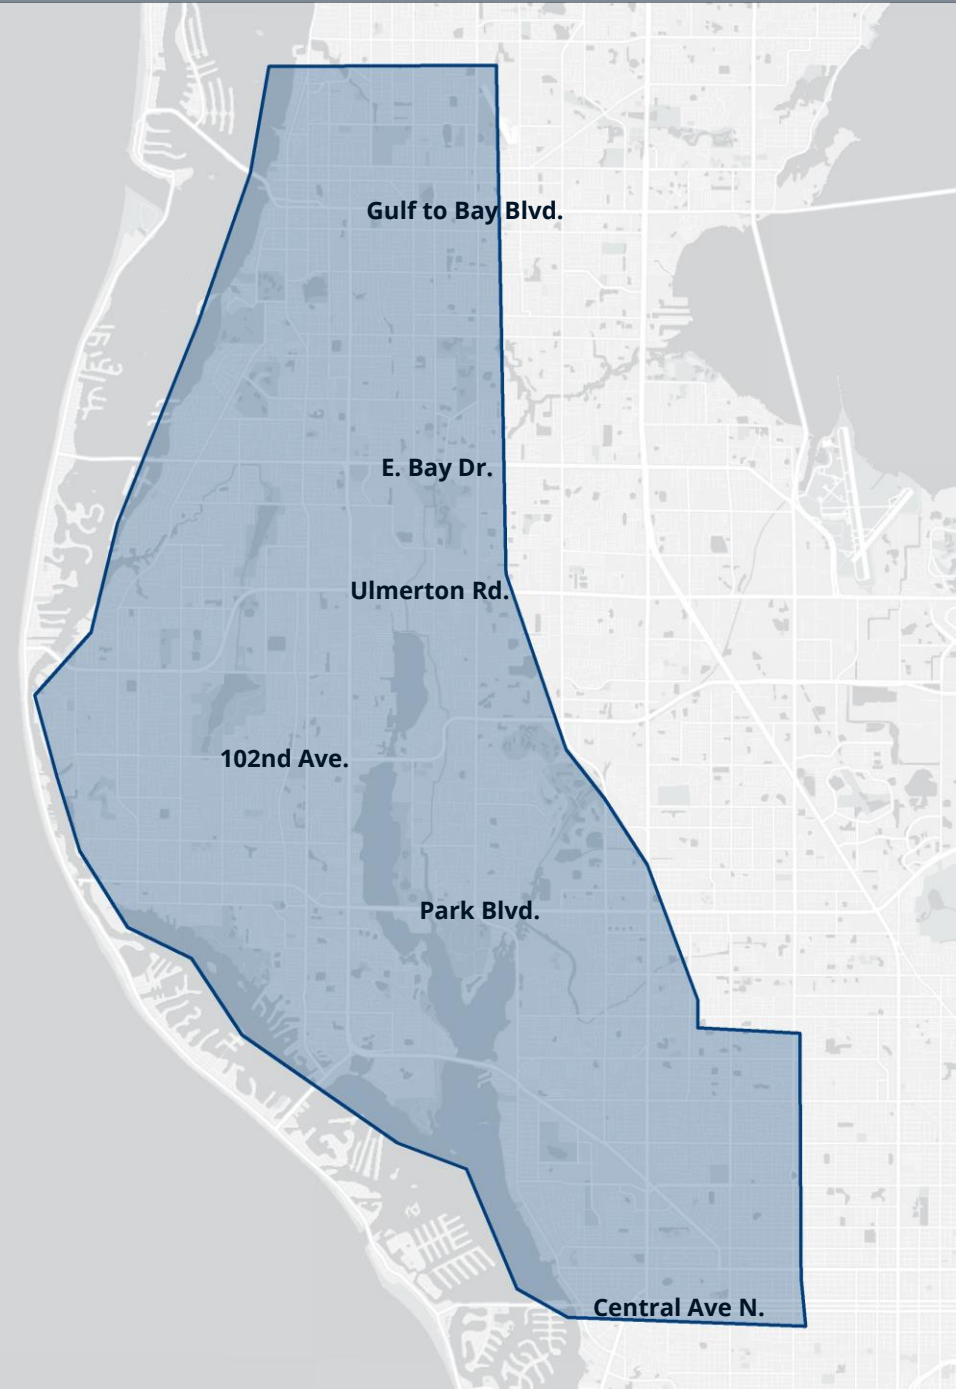 Gulf to Bay Blvd.
E. Bay Dr.
Ulmerton Rd.
102nd Ave.
Park Blvd.
Central Ave N.